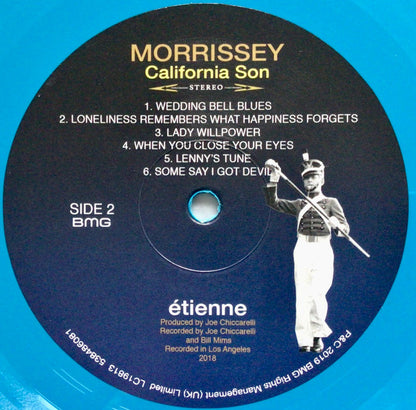 MORRISSEY
California Son
STEREO
1. WEDDING BELL BLUES
2. LONELINESS REMEMBERS WHAT HAPPINESS FORGETS
3. LADY WILLPOWER
4. WHEN YOU CLOSE YOUR EYES
5. LENNY'S TUNE
6. SOME SAY I GOT DEVIL
SIDE 2
BMG
étienne
Produced by Joe Chiccarelli
Recorded by Joe Chiccarelli
and Bill Mims
Recorded in Los Angeles
2018
P&C 2019 BMG Rights Management (UK) Limited LC19813 538486081